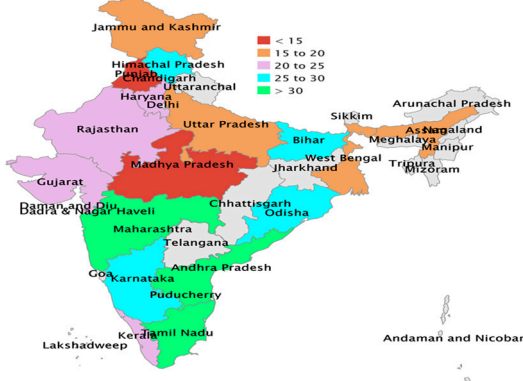 Jammu and Kashmir
< 15
15 to 20
20 to 25
25 to 30
> 30
Himachal Pradesh
Punjab
Chandigarh
Uttaranchal
Haryana
Delhi
Arunachal Pradesh
Sikkim
Rajasthan
Uttar Pradesh
Assam
Nagaland
Meghalaya
Bihar
Manipur
West Bengal
Madhya Pradesh
Jharkhand
Tripura
Mizoram
Gujarat
Chhattisgarh
Daman and Diu
Dadra & Nagar Haveli
Odisha
Maharashtra
Telangana
Andhra Pradesh
Goa
Karnataka
Puducherry
Tamil Nadu
Kerala
Lakshadweep
Andaman and Nicobar